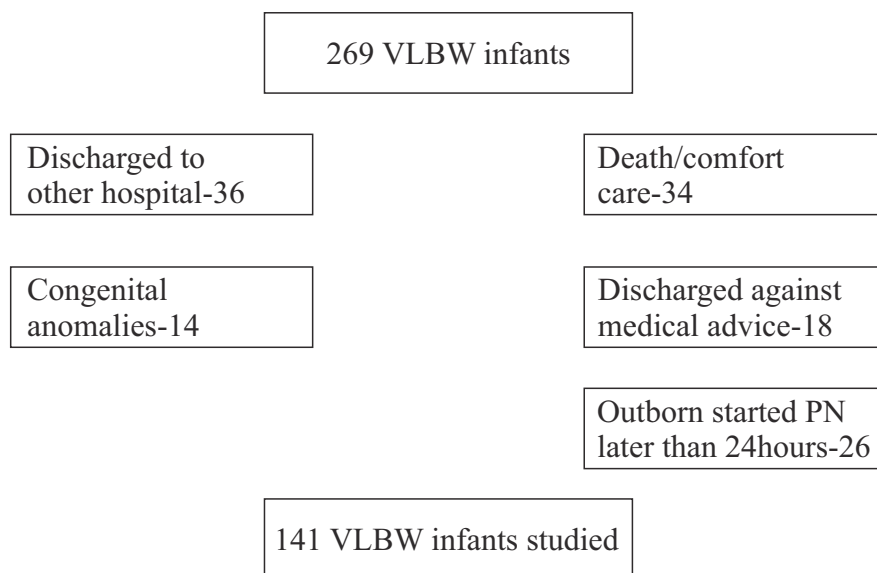 269 VLBW infants
Discharged to
other hospital-36
Death/comfort
care-34
Congenital
anomalies-14
Discharged against
medical advice-18
Outborn started PN
later than 24hours-26
141 VLBW infants studied